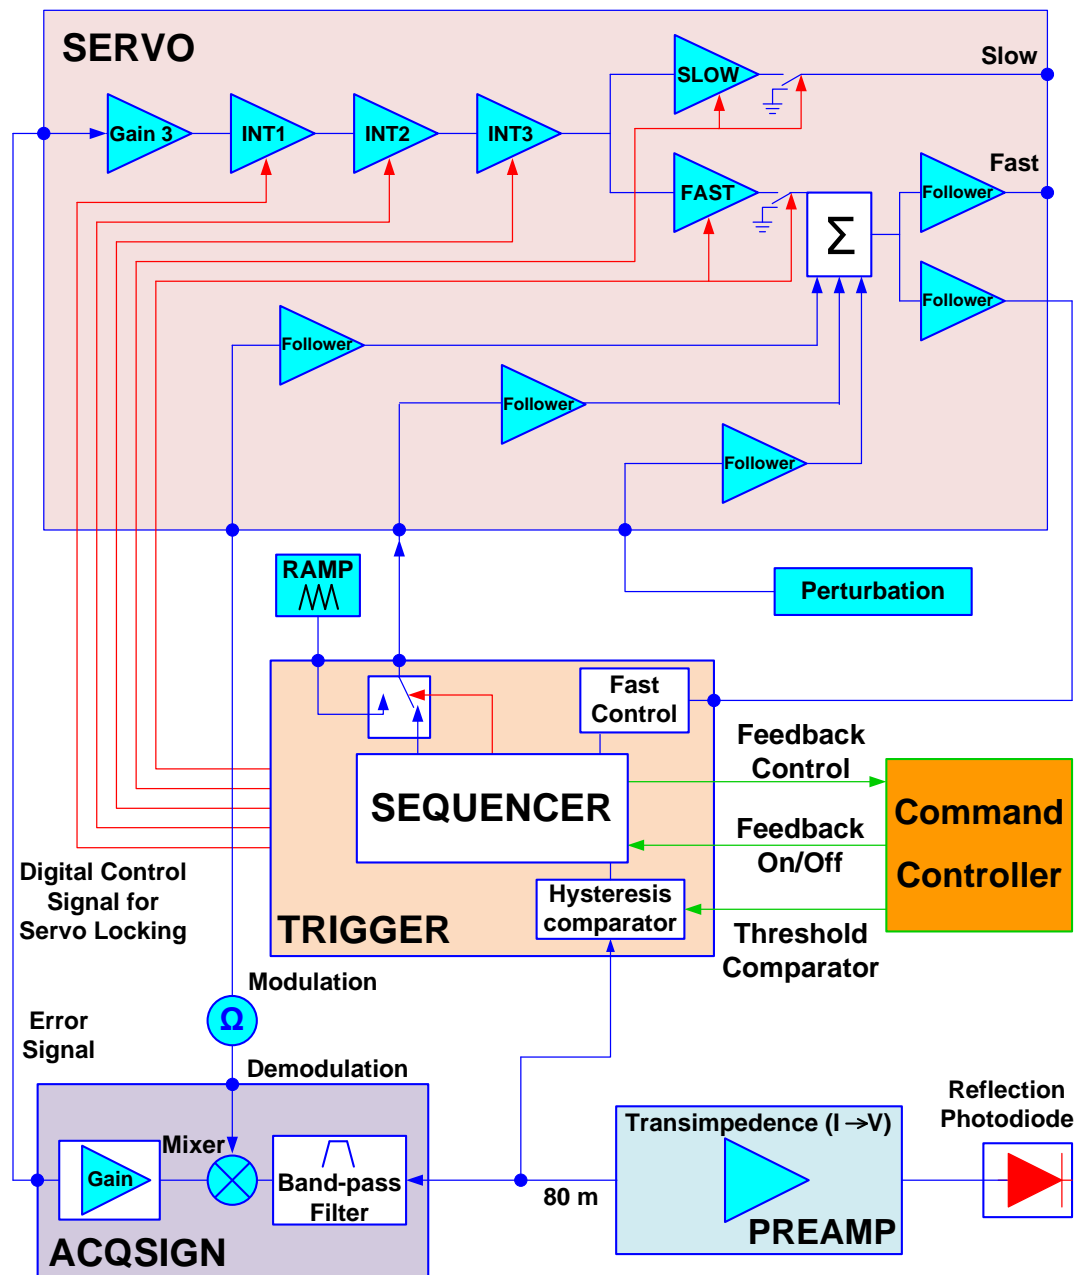 SERVO
Slow
SLOW
Gain 3
INT1
INT2
INT3
Fast
FAST
Follower
Σ
Follower
Follower
Follower
Follower
RAMP
Perturbation
Fast
Control
Feedback
Control
SEQUENCER
Command
Controller
Feedback
On/Off
Digital Control
Signal for
Servo Locking
Hysteresis
comparator
TRIGGER
Threshold
Comparator
Modulation
Ω
Error
Signal
Demodulation
Reflection
Photodiode
Transimpedence (I →V)
Mixer
Gain
Band-pass
Filter
80 m
PREAMP
ACQSIGN